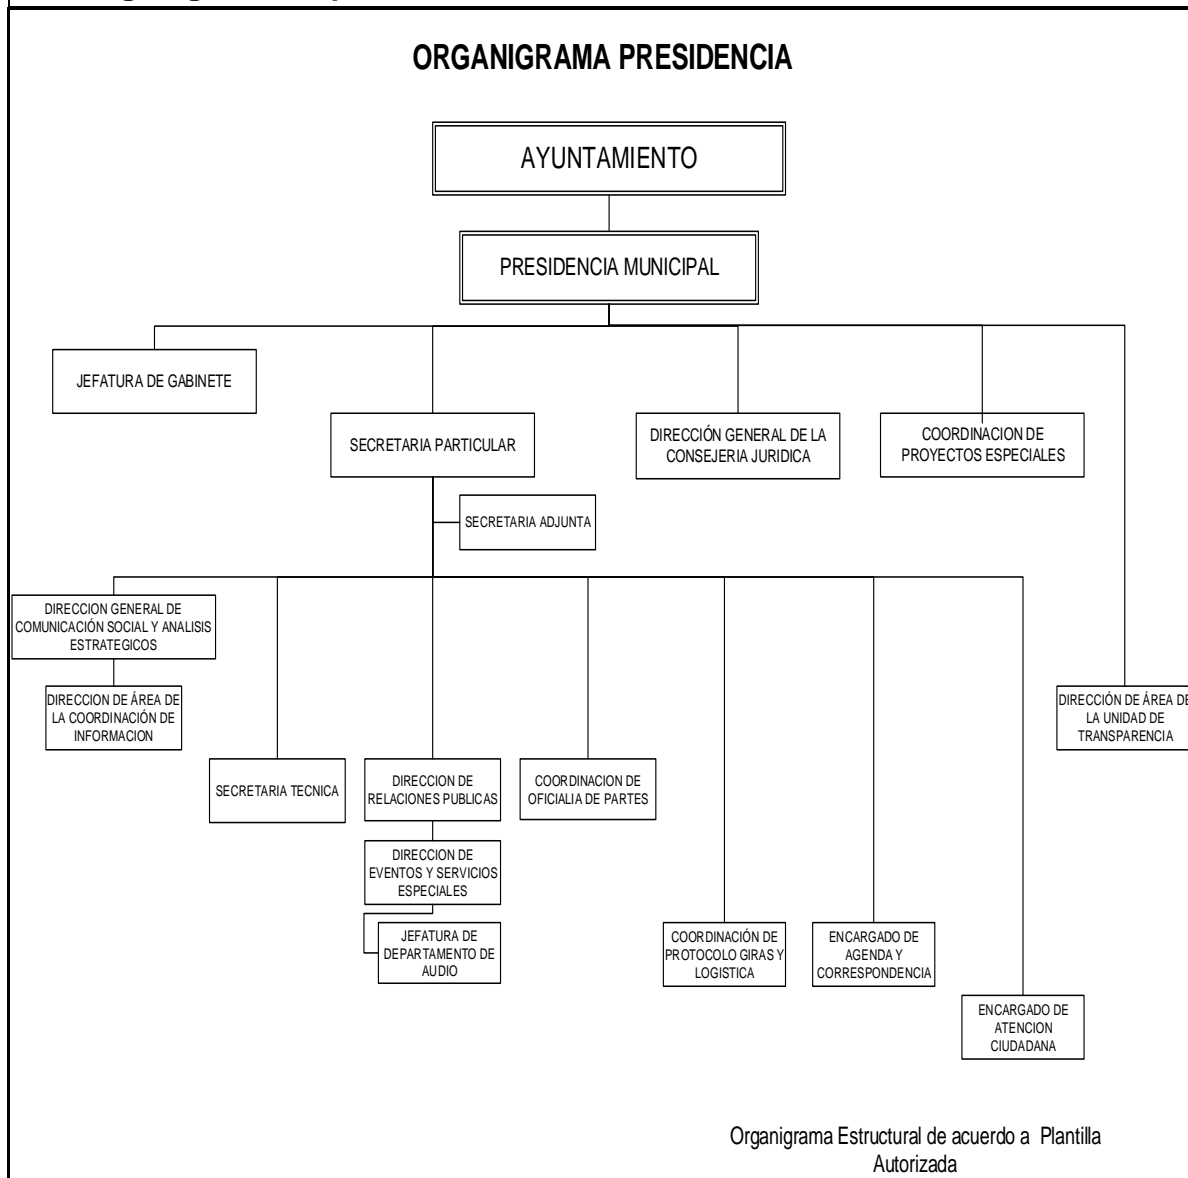 ORGANIGRAMA PRESIDENCIA
AYUNTAMIENTO
PRESIDENCIA MUNICIPAL
JEFATURA DE GABINETE
SECRETARIA PARTICULAR
DIRECCIÓN GENERAL DE LA
CONSEJERIA JURIDICA
COORDINACION DE
PROYECTOS ESPECIALES
SECRETARIA ADJUNTA
DIRECCION GENERAL DE
COMUNICACIÓN SOCIAL Y ANALISIS
ESTRATEGICOS
DIRECCION DE ÁREA DE
LA COORDINACIÓN DE
INFORMACION
DIRECCIÓN DE ÁREA DE
LA UNIDAD DE
TRANSPARENCIA
SECRETARIA TECNICA
DIRECCION DE
RELACIONES PUBLICAS
COORDINACION DE
OFICIALIA DE PARTES
DIRECCION DE
EVENTOS Y SERVICIOS
ESPECIALES
JEFATURA DE
DEPARTAMENTO DE
AUDIO
COORDINACIÓN DE
PROTOCOLO GIRAS Y
LOGISTICA
ENCARGADO DE
AGENDA Y
CORRESPONDENCIA
ENCARGADO DE
ATENCION
CIUDADANA
Organigrama Estructural de acuerdo a Plantilla
Autorizada